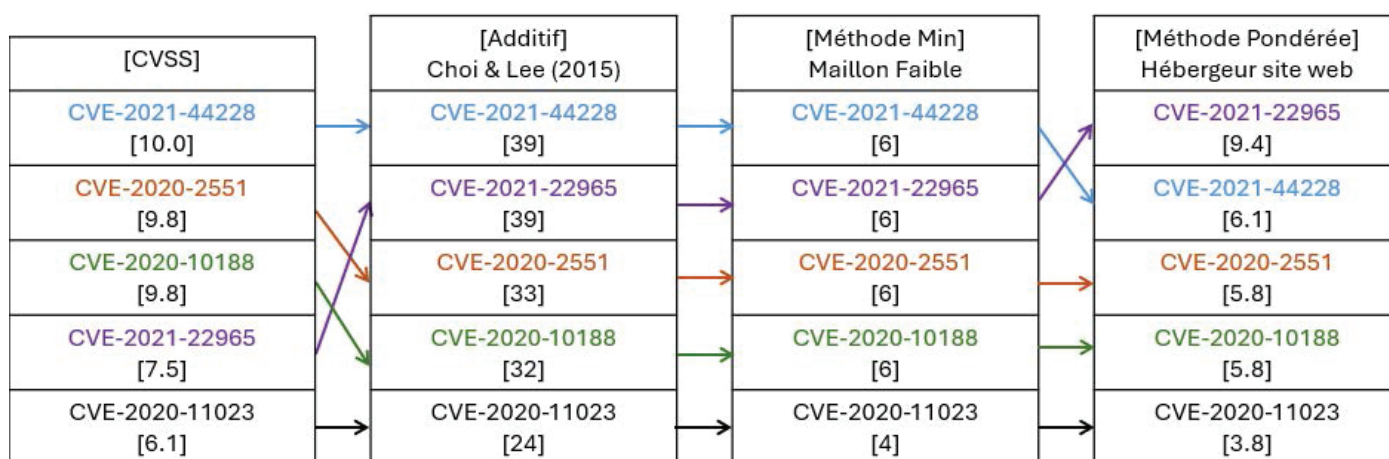 [CVSS]
CVE-2021-44228
[10.0]
CVE-2020-2551
[9.8]
CVE-2020-10188
[9.8]
CVE-2021-22965
[7.5]
CVE-2020-11023
[6.1]
[Additif]
Choi & Lee (2015)
CVE-2021-44228
[39]
CVE-2021-22965
[39]
CVE-2020-2551
[33]
CVE-2020-10188
[32]
CVE-2020-11023
[24]
[Méthode Min]
Maillon Faible
CVE-2021-44228
[6]
CVE-2021-22965
[6]
CVE-2020-2551
[6]
CVE-2020-10188
[6]
CVE-2020-11023
[4]
[Méthode Pondérée]
Hébergeur site web
CVE-2021-22965
[9.4]
CVE-2021-44228
[6.1]
CVE-2020-2551
[5.8]
CVE-2020-10188
[5.8]
CVE-2020-11023
[3.8]